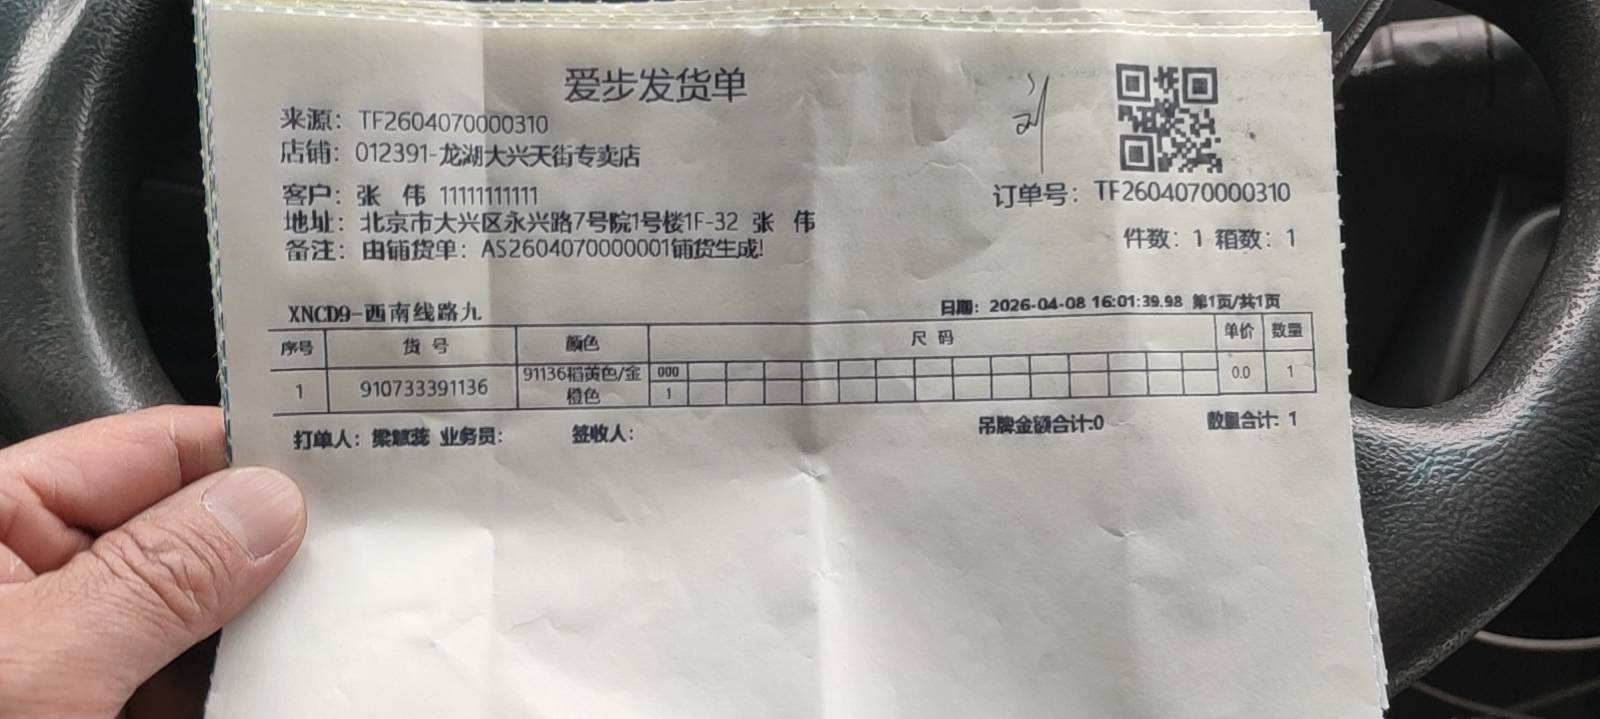 爱步发货单
来源： TF2604070000310
店铺： 012391-龙湖大兴天街专卖店
客户： 张 伟 11111111111
地址： 北京市大兴区永兴路7号院1号楼1F-32 张 伟
备注： 由铺货单： AS2604070000001铺货生成!
刘
订单号： TF2604070000310
件数： 1 箱数： 1
XNCD9-西南线路九
日期： 2026-04-08 16:01:39.98 第1页/共1页
序号 货 号 颜色 尺 码 单价 数量
1 910733391136 91136稻黄色/金橙色 000 0.0 1
1
打单人： 梁慧蕊 业务员： 签收人： 吊牌金额合计:0 数量合计: 1